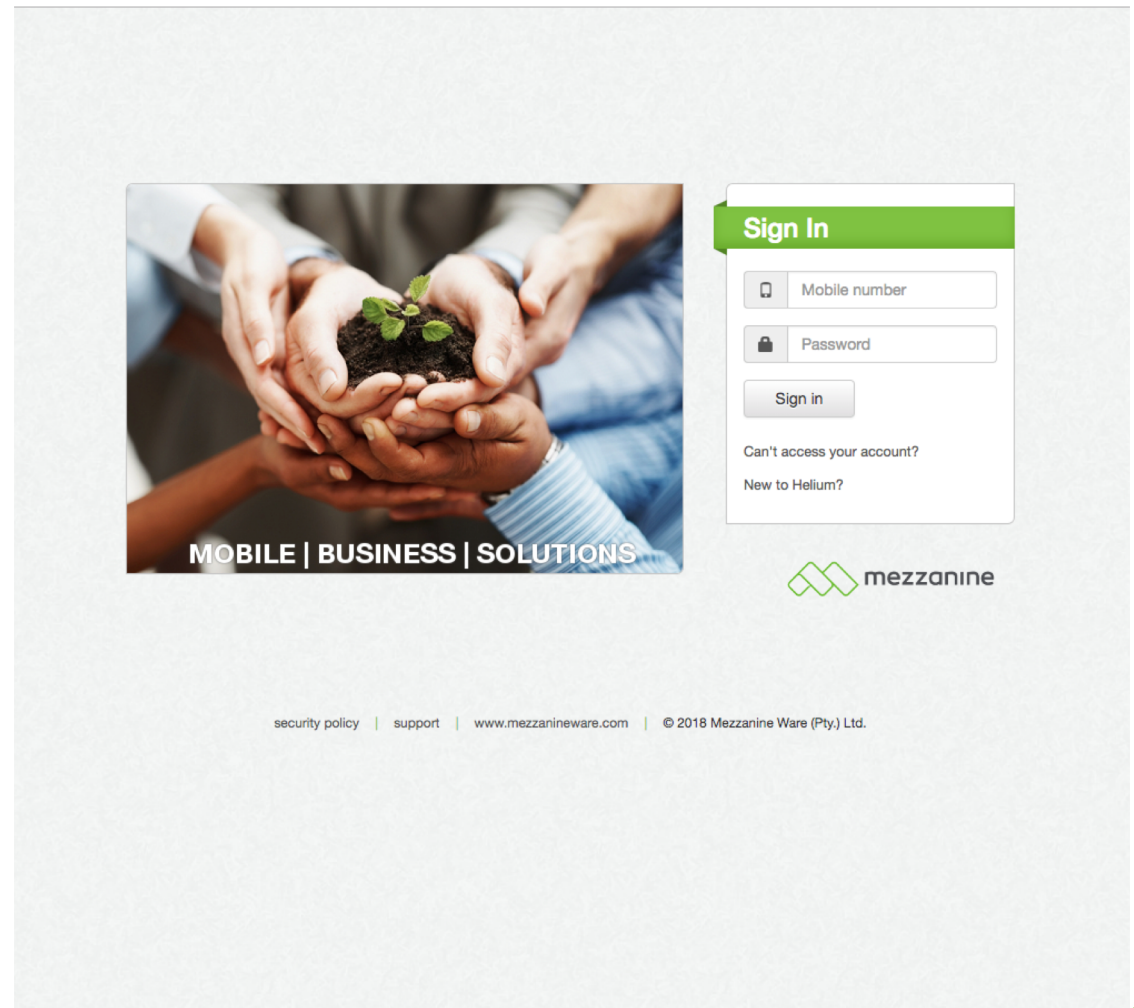 Sign In
Mobile number
Password
Sign in
Can't access your account?
New to Helium?
MOBILE | BUSINESS | SOLUTIONS
mezzanine
security policy | support | www.mezzanineware.com | © 2018 Mezzanine Ware (Pty.) Ltd.